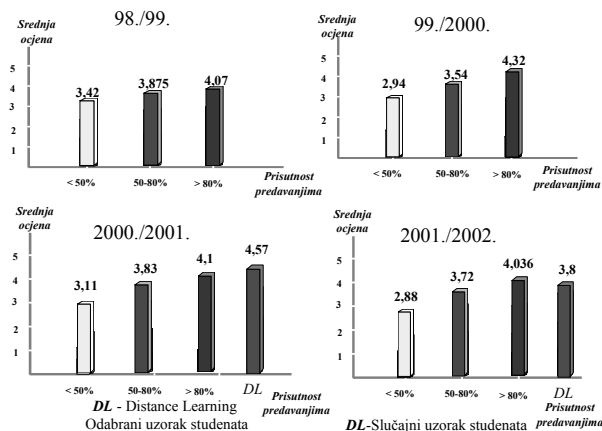 98./99.
Srednja
ocjena
5
4
3
2
1
3,42
3,875
4,07
< 50%
50-80%
> 80%
Prisutnost
predavanjima
99./2000.
Srednja
ocjena
5
4
3
2
1
2,94
3,54
4,32
< 50%
50-80%
> 80%
Prisutnost
predavanjima
2000./2001.
Srednja
ocjena
5
4
3
2
1
3,11
3,83
4,1
4,57
< 50%
50-80%
> 80%
DL
Prisutnost
predavanjima
DL - Distance Learning
Odabrani uzorak studenata
2001./2002.
Srednja
ocjena
5
4
3
2
1
2,88
3,72
4,036
3,8
< 50%
50-80%
> 80%
DL
Prisutnost
predavanjima
DL-Slučajni uzorak studenata